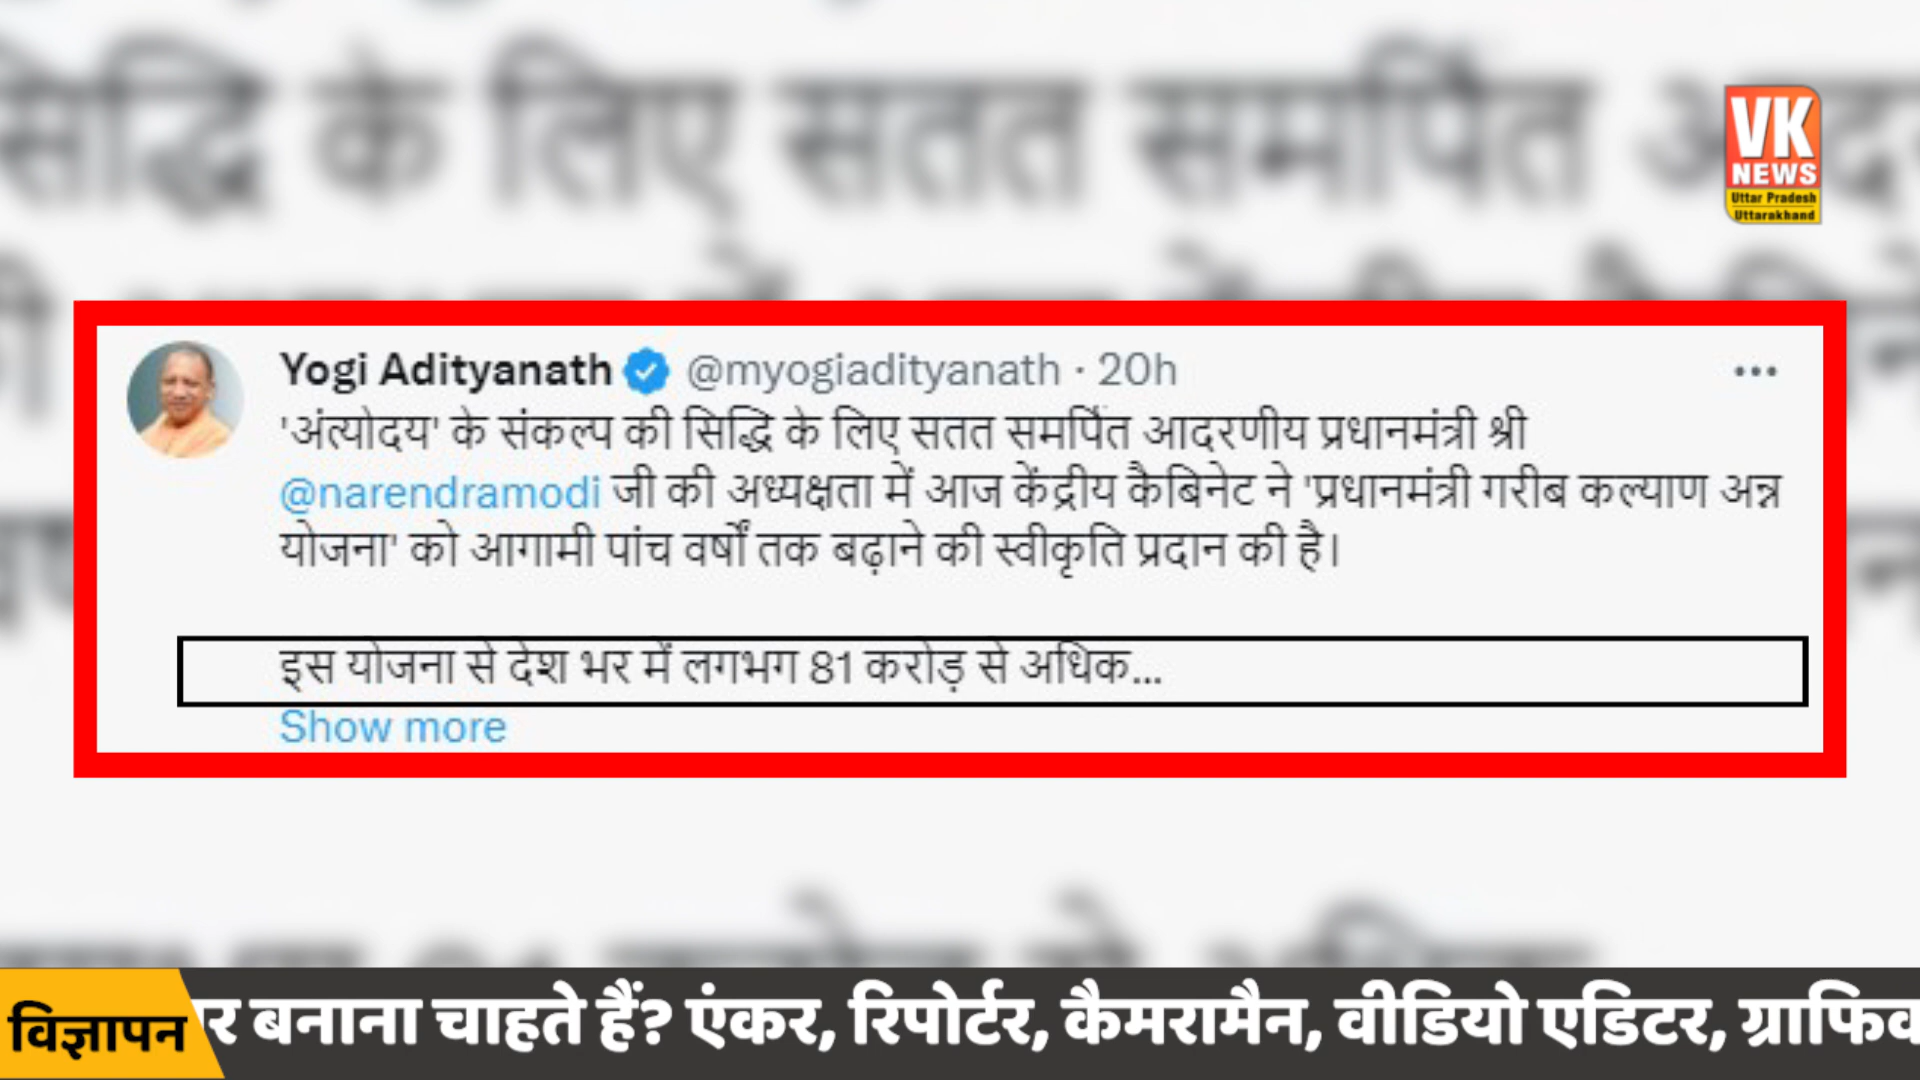 सिद्धि के लिए सतत समर्पित
VK
NEWS
Uttar Pradesh
Uttarakhand
Yogi Adityanath @myogiadityanath · 20h
'अंत्योदय' के संकल्प की सिद्धि के लिए सतत समर्पित आदरणीय प्रधानमंत्री श्री
@narendramodi जी की अध्यक्षता में आज केंद्रीय कैबिनेट ने 'प्रधानमंत्री गरीब कल्याण अन्न
योजना' को आगामी पांच वर्षों तक बढ़ाने की स्वीकृति प्रदान की है।
इस योजना से देश भर में लगभग 81 करोड़ से अधिक...
Show more
विज्ञापन
र बनाना चाहते हैं? एंकर, रिपोर्टर, कैमरामैन, वीडियो एडिटर, ग्राफिक